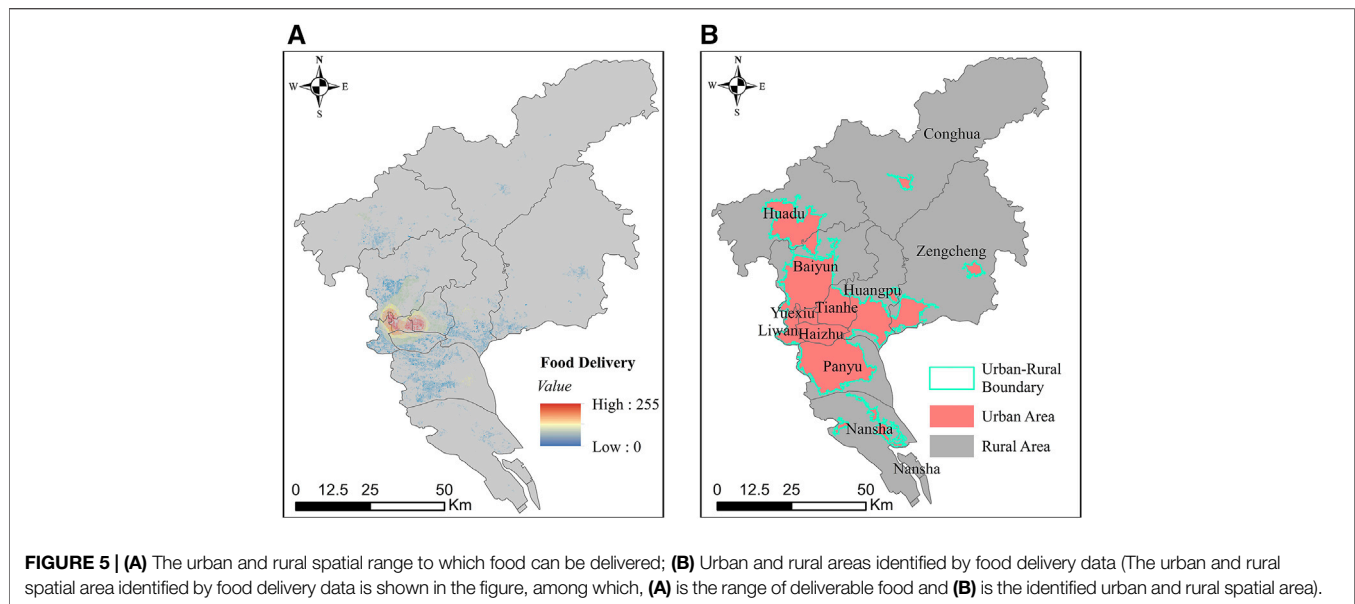 A
N
W E
S
Food Delivery
Value
High : 255
Low : 0
0 12.5 25 50
Km
B
N
W E
S
Conghua
Huadu
Zengcheng
Baiyun
Huangpu
Tianhe
Yuexiu
Liwan
Haizhu
Panyu
Nansha
Nansha
Urban-Rural
Boundary
Urban Area
Rural Area
0 12.5 25 50
Km
FIGURE 5 | (A) The urban and rural spatial range to which food can be delivered; (B) Urban and rural areas identified by food delivery data (The urban and rural
spatial area identified by food delivery data is shown in the figure, among which, (A) is the range of deliverable food and (B) is the identified urban and rural spatial area).